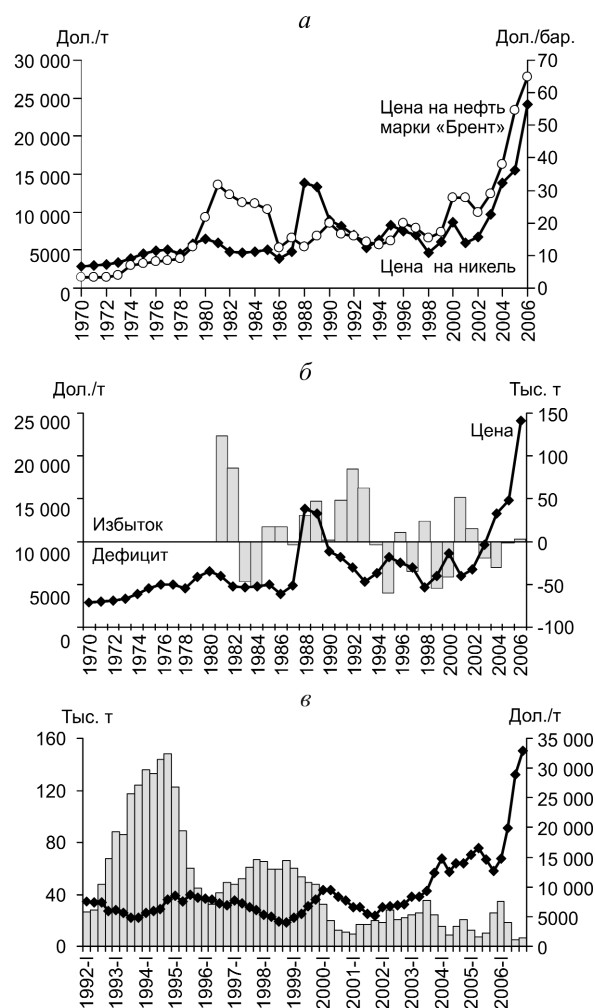 а
Дол./т
Дол./бар.
30 000
25 000
20 000
15 000
10 000
5000
0
70
60
50
40
30
20
10
0
Цена на нефть
марки «Брент»
Цена на никель
1970
1972
1974
1976
1978
1980
1982
1984
1986
1988
1990
1992
1994
1996
1998
2000
2002
2004
2006
б
Дол./т
Тыс. т
25 000
20 000
15 000
10 000
5000
0
150
100
50
0
-50
-100
Цена
Избыток
Дефицит
1970
1972
1974
1976
1978
1980
1982
1984
1986
1988
1990
1992
1994
1996
1998
2000
2002
2004
2006
в
Тыс. т
Дол./т
160
120
80
40
0
35 000
30 000
25 000
20 000
15 000
10 000
5000
0
1992-I
1993-I
1994-I
1995-I
1996-I
1997-I
1998-I
1999-I
2000-I
2001-I
2002-I
2003-I
2004-I
2005-I
2006-I